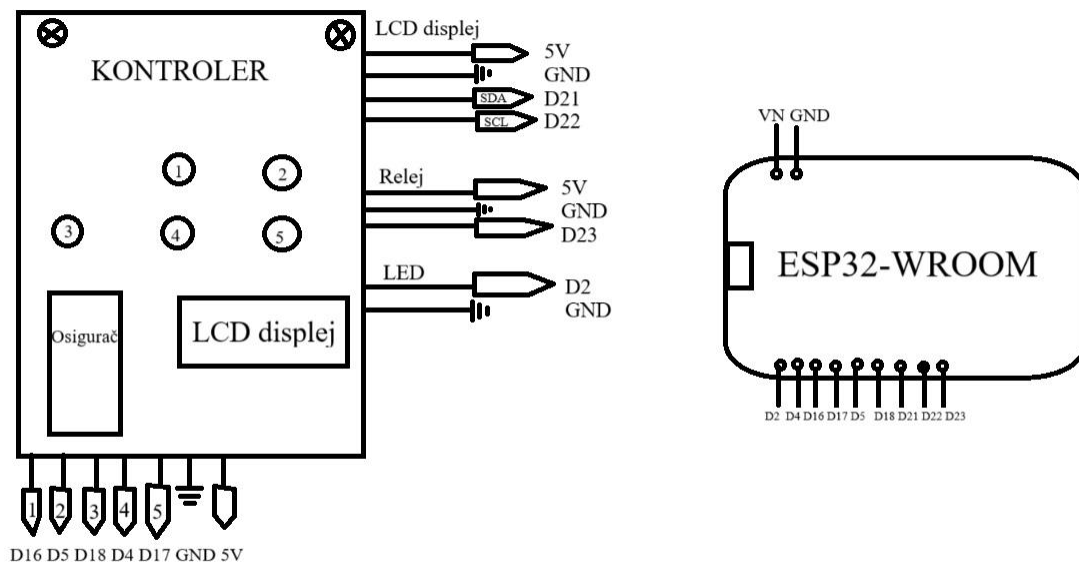 LCD displej
5V
GND
SDA D21
SCL D22
KONTROLER
1 2
3 4 5
Relej
5V
GND
D23
LED
D2
GND
Osigurač
LCD displej
1 2 3 4 5
D16 D5 D18 D4 D17 GND 5V
VN GND
ESP32-WROOM
D2 D4 D16 D17 D5 D18 D21 D22 D23